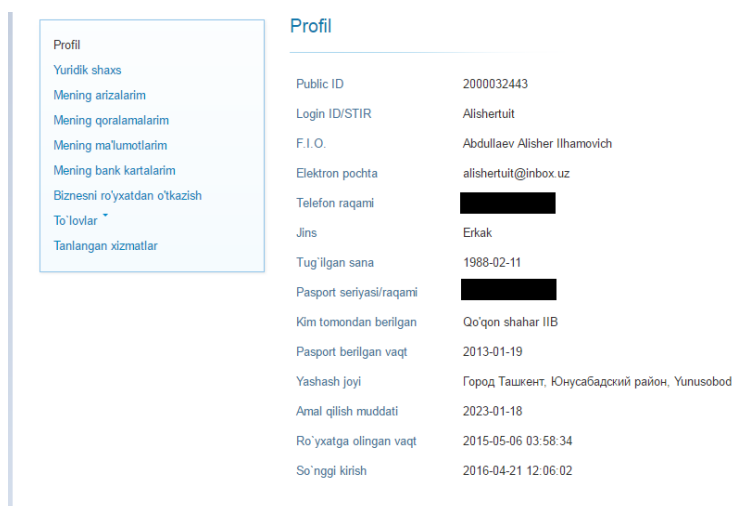 Profil
Yuridik shaxs
Mening arizalarim
Mening qoralamalarim
Mening ma'lumotlarim
Mening bank kartalarim
Biznesni ro'yxatdan o'tkazish
To`lovlar
Tanlangan xizmatlar
Profil
Public ID 2000032443
Login ID/STIR Alishertuit
F.I.O. Abdullaev Alisher Ilhamovich
Elektron pochta alishertuit@inbox.uz
Telefon raqami
Jins Erkak
Tug`ilgan sana 1988-02-11
Pasport seriyasi/raqami
Kim tomondan berilgan Qo'qon shahar IIB
Pasport berilgan vaqt 2013-01-19
Yashash joyi Город Ташкент, Юнусабадский район, Yunusobod
Amal qilish muddati 2023-01-18
Ro`yxatga olingan vaqt 2015-05-06 03:58:34
So`nggi kirish 2016-04-21 12:06:02